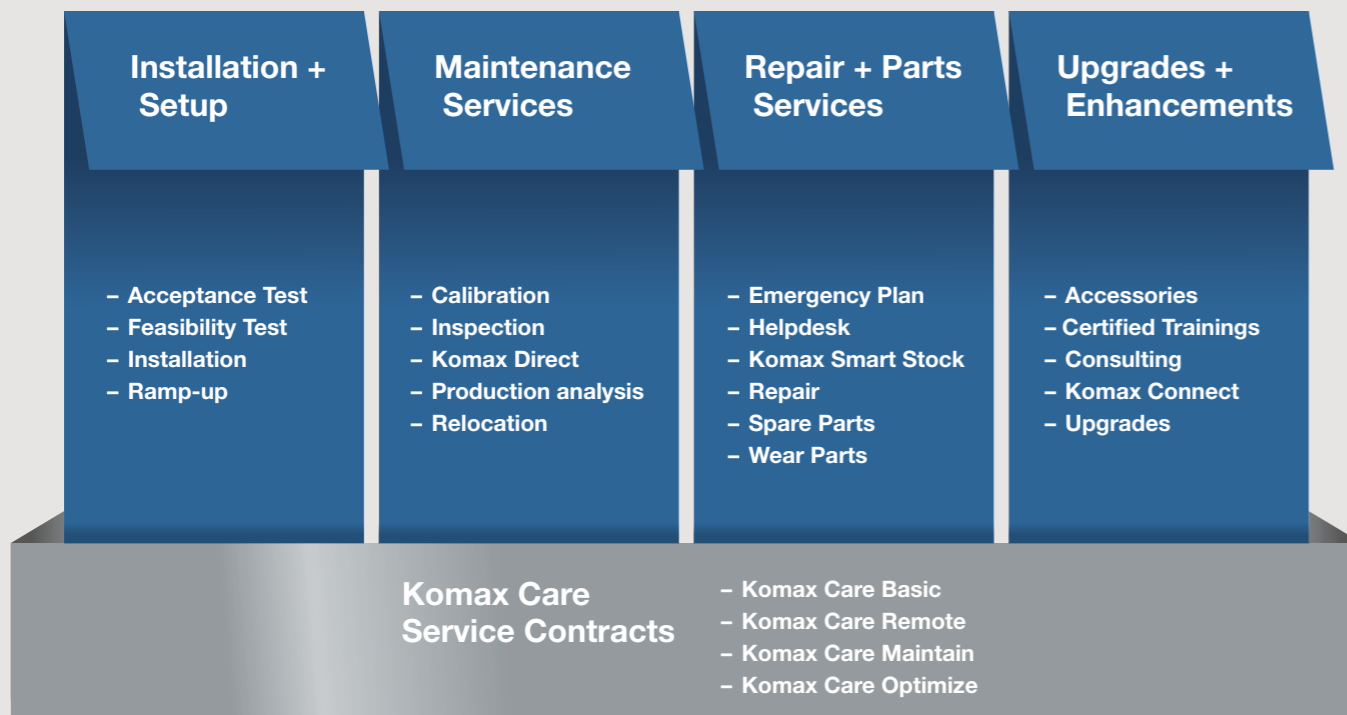 Installation +
Setup
– Acceptance Test
– Feasibility Test
– Installation
– Ramp-up
Maintenance
Services
– Calibration
– Inspection
– Komax Direct
– Production analysis
– Relocation
Repair + Parts
Services
– Emergency Plan
– Helpdesk
– Komax Smart Stock
– Repair
– Spare Parts
– Wear Parts
Upgrades +
Enhancements
– Accessories
– Certified Trainings
– Consulting
– Komax Connect
– Upgrades
Komax Care
Service Contracts
– Komax Care Basic
– Komax Care Remote
– Komax Care Maintain
– Komax Care Optimize